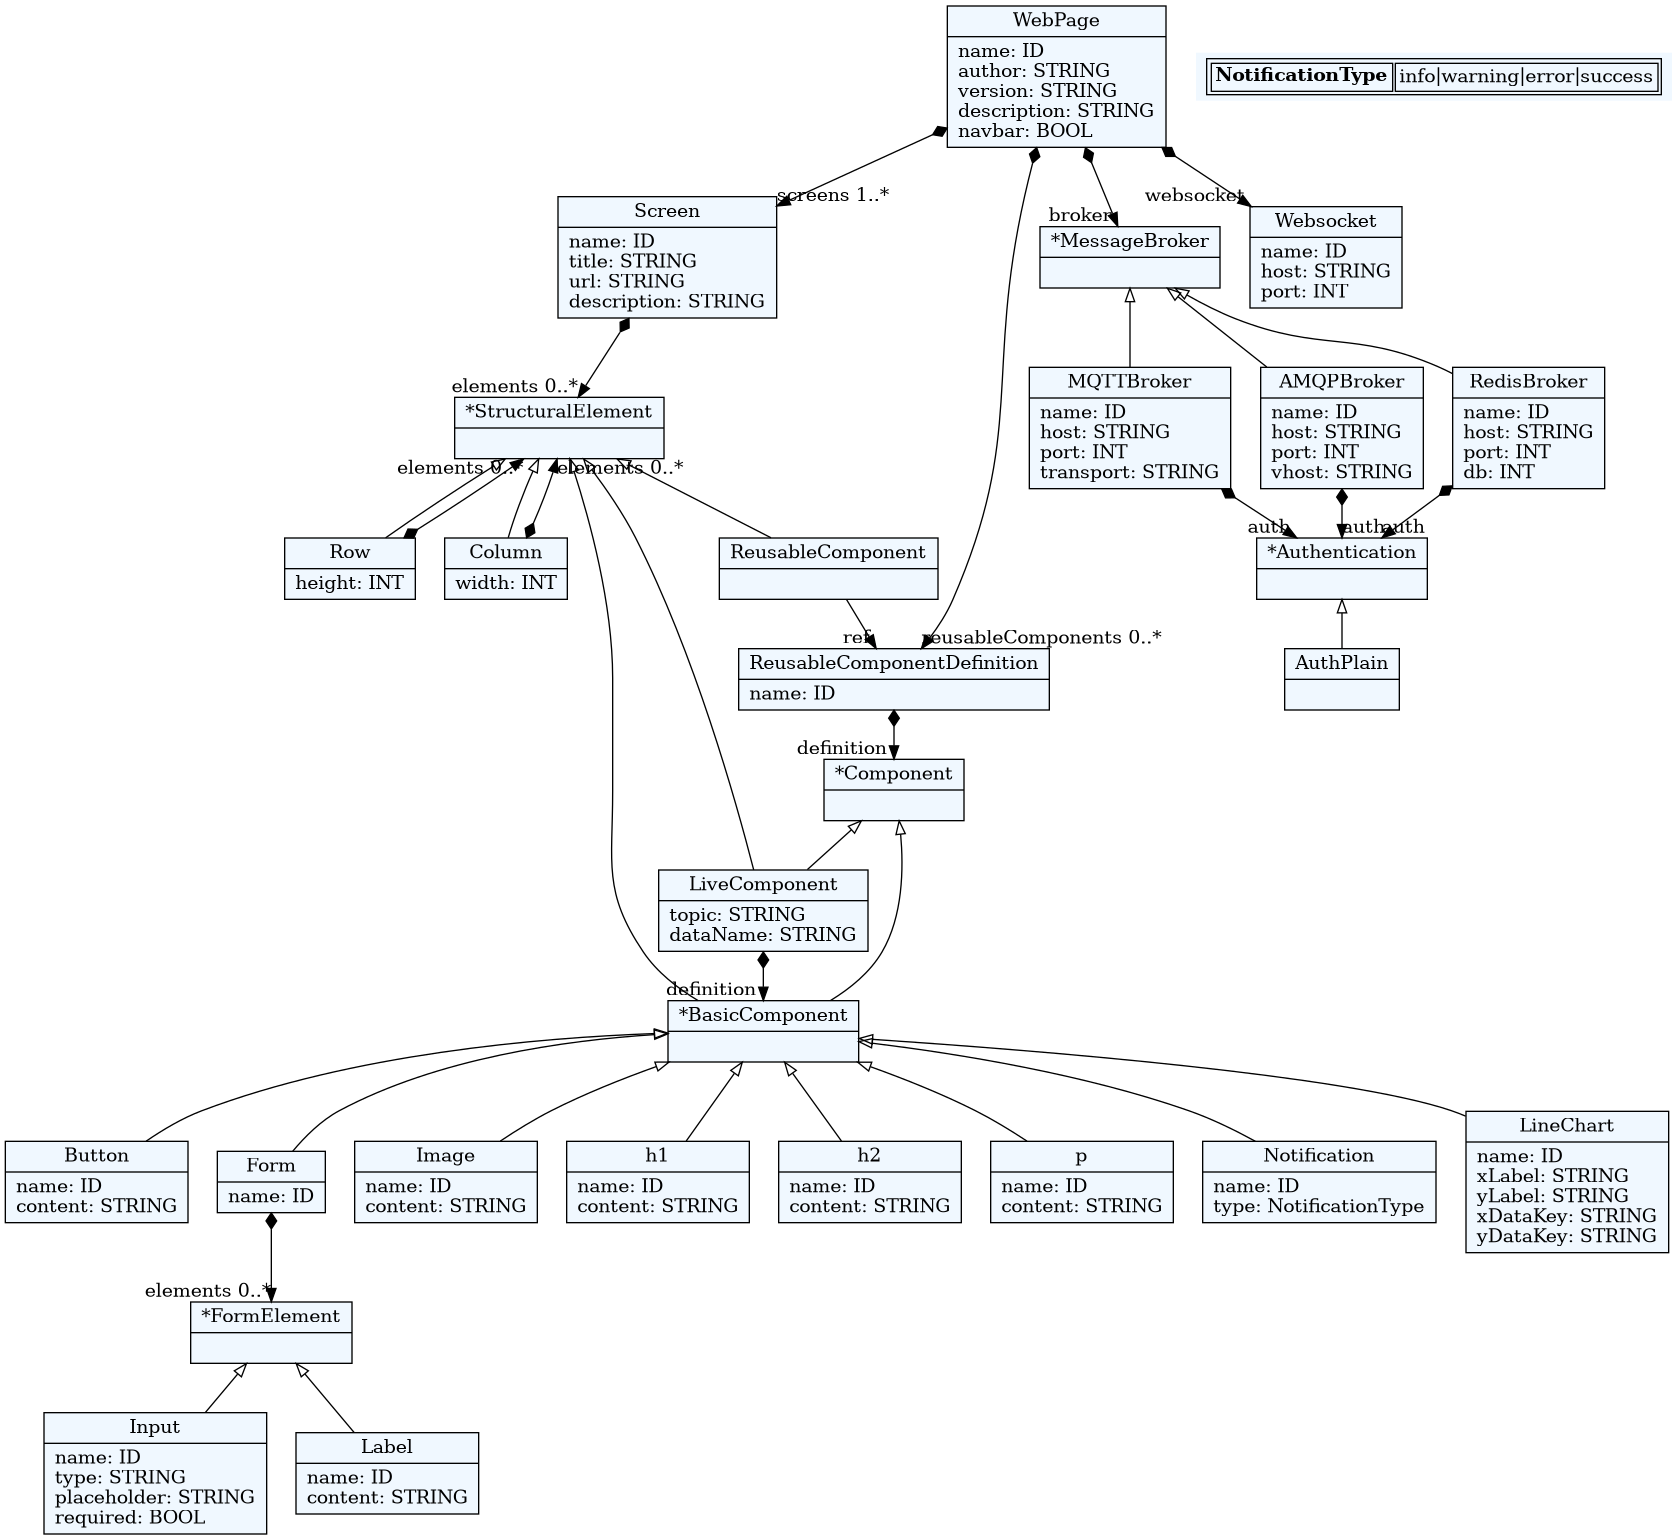 WebPage
name: ID
author: STRING
version: STRING
description: STRING
navbar: BOOL
NotificationType info|warning|error|success
screens 1..*
websocket
broker
Screen
name: ID
title: STRING
url: STRING
description: STRING
*MessageBroker
Websocket
name: ID
host: STRING
port: INT
elements 0..*
*StructuralElement
MQTTBroker
name: ID
host: STRING
port: INT
transport: STRING
AMQPBroker
name: ID
host: STRING
port: INT
vhost: STRING
RedisBroker
name: ID
host: STRING
port: INT
db: INT
elements 0..*
elements 0..*
auth
auth
auth
Row
height: INT
Column
width: INT
ReusableComponent
*Authentication
ref
reusableComponents 0..*
ReusableComponentDefinition
name: ID
AuthPlain
definition
*Component
LiveComponent
topic: STRING
dataName: STRING
definition
*BasicComponent
Button
name: ID
content: STRING
Form
name: ID
Image
name: ID
content: STRING
h1
name: ID
content: STRING
h2
name: ID
content: STRING
p
name: ID
content: STRING
Notification
name: ID
type: NotificationType
LineChart
name: ID
xLabel: STRING
yLabel: STRING
xDataKey: STRING
yDataKey: STRING
elements 0..*
*FormElement
Input
name: ID
type: STRING
placeholder: STRING
required: BOOL
Label
name: ID
content: STRING